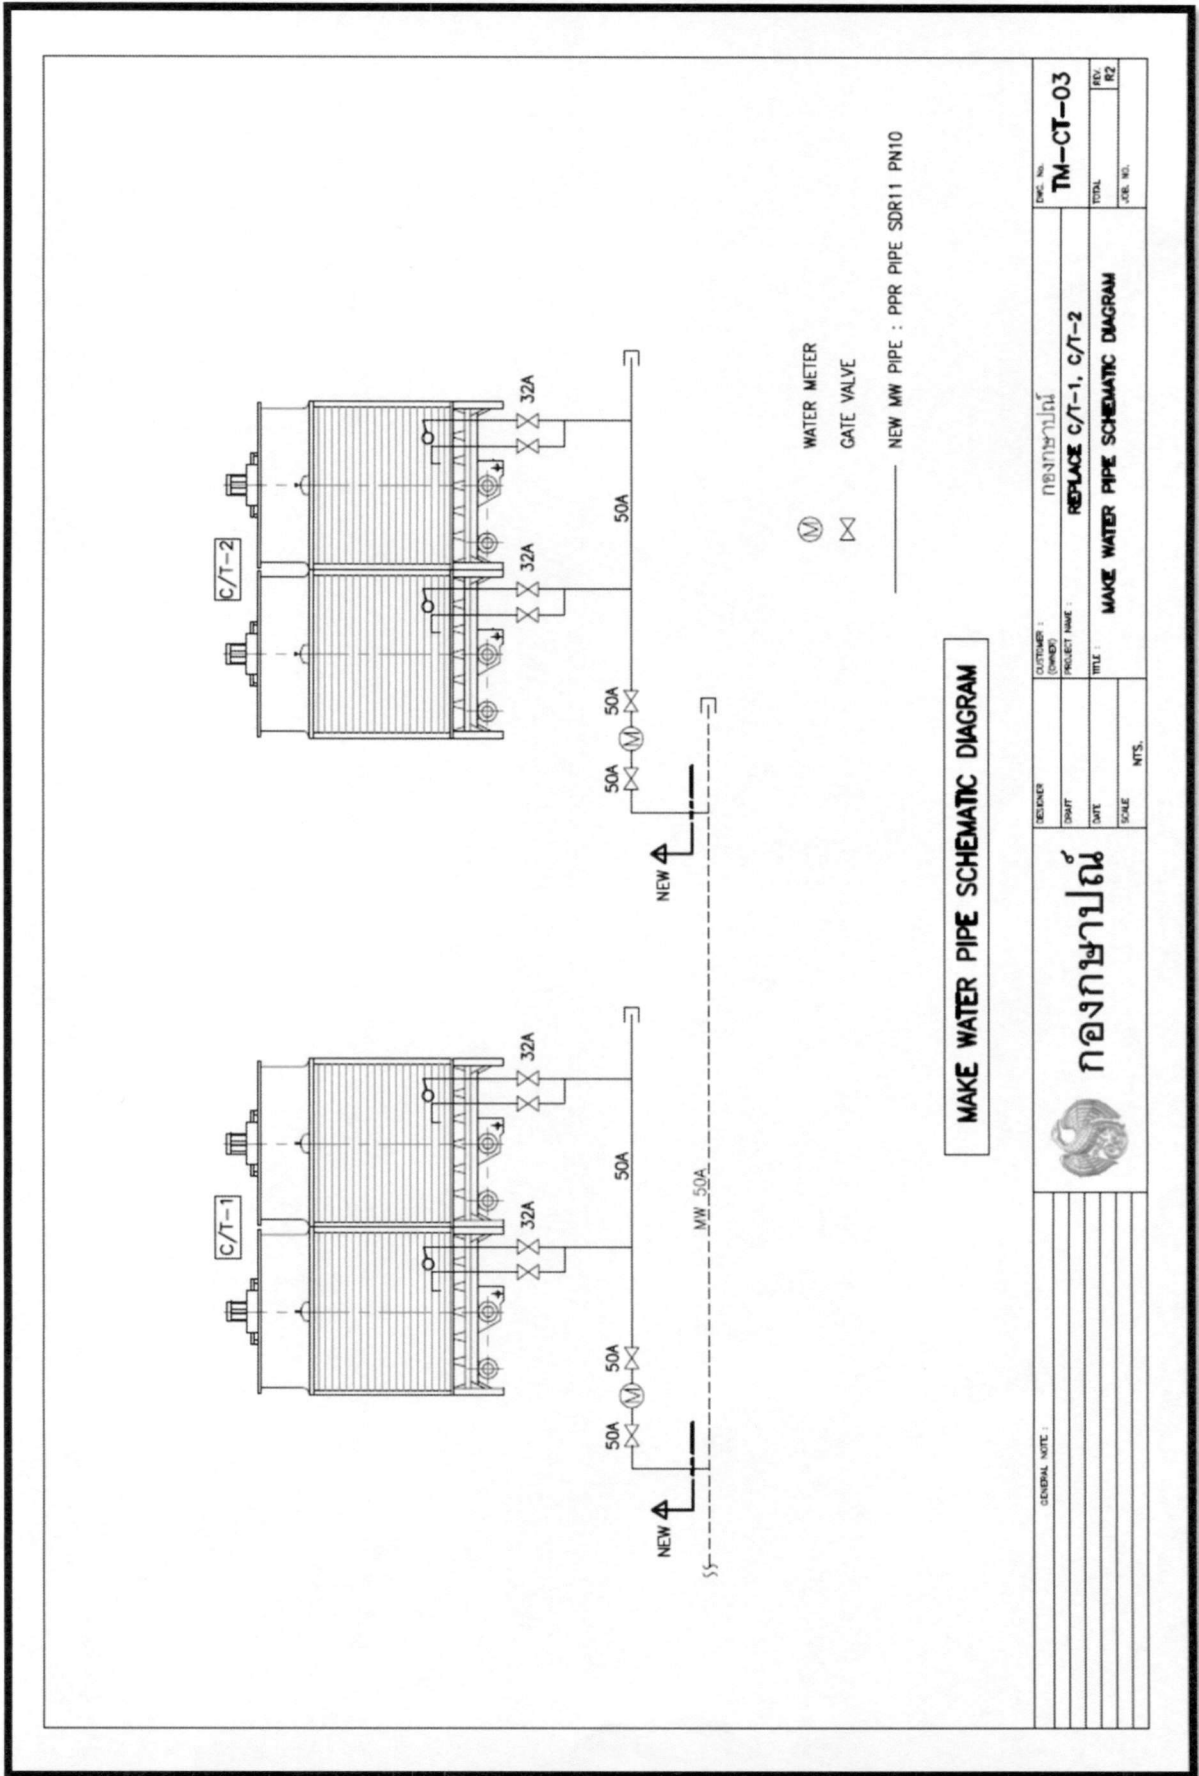 C/T-1
C/T-2
32A
32A
32A
32A
50A
50A
50A
50A
50A
50A
NEW
NEW
MW 50A
M WATER METER
GATE VALVE
NEW MW PIPE : PPR PIPE SDR11 PN10
MAKE WATER PIPE SCHEMATIC DIAGRAM
GENERAL NOTE :
กองกษาปณ์
DESIGNER
DRAFT
DATE
SCALE NTS.
CUSTOMER : กองกษาปณ์
(OWNER)
PROJECT NAME :
REPLACE C/T-1, C/T-2
TITLE :
MAKE WATER PIPE SCHEMATIC DIAGRAM
DWG. No.
TM-CT-03
TOTAL
REV.
R2
JOB. NO.